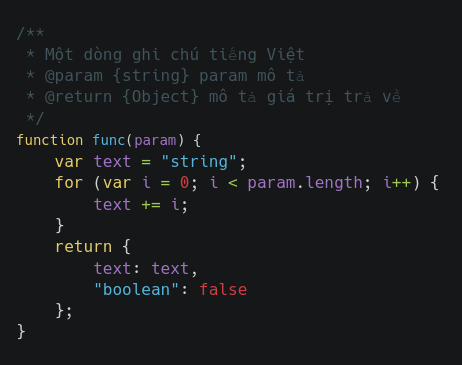 /**
 * Một dòng ghi chú tiếng Việt
 * @param {string} param mô tả
 * @return {Object} mô tả giá trị trả về
 */
function func(param) {
    var text = "string";
    for (var i = 0; i < param.length; i++) {
        text += i;
    }
    return {
        text: text,
        "boolean": false
    };
}